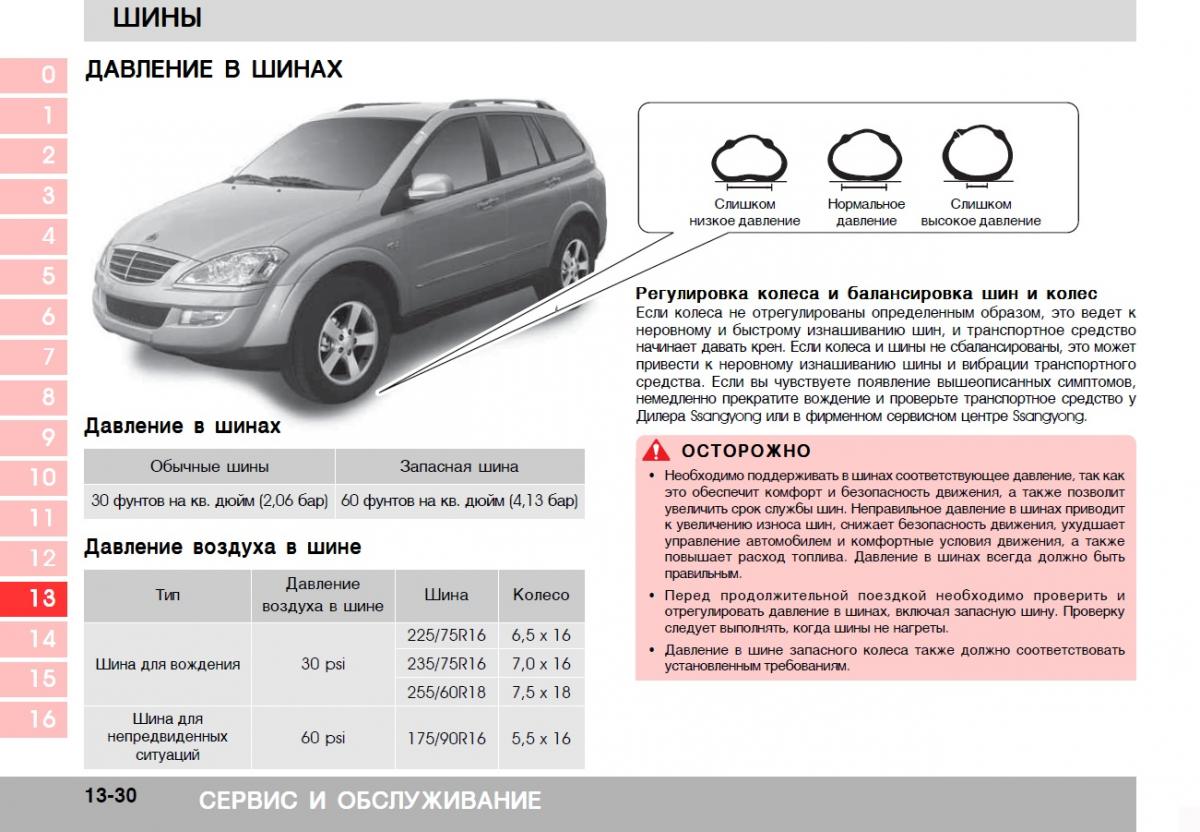 ШИНЫ
ДАВЛЕНИЕ В ШИНАХ
0
1
2
3
4
5
6
7
8
9
10
11
12
13
14
15
16
Слишком
низкое давление
Нормальное
давление
Слишком
высокое давление
Давление в шинах
Обычные шины Запасная шина
30 фунтов на кв. дюйм (2,06 бар) 60 фунтов на кв. дюйм (4,13 бар)
Давление воздуха в шине
Тип Давление воздуха в шине Шина Колесо
Шина для вождения 30 psi 225/75R16 6,5 x 16
235/75R16 7,0 x 16
255/60R18 7,5 x 18
Шина для
непредвиденных
ситуаций
60 psi 175/90R16 5,5 x 16
Регулировка колеса и балансировка шин и колес
Если колеса не отрегулированы определенным образом, это ведет к
неровному и быстрому изнашиванию шин, и транспортное средство
начинает давать крен. Если колеса и шины не сбалансированы, это может
привести к неровному изнашиванию шины и вибрации транспортного
средства. Если вы чувствуете появление вышеописанных симптомов,
немедленно прекратите вождение и проверьте транспортное средство у
Дилера Ssangyong или в фирменном сервисном центре Ssangyong.
ОСТОРОЖНО
• Необходимо поддерживать в шинах соответствующее давление, так как
это обеспечит комфорт и безопасность движения, а также позволит
увеличить срок службы шин. Неправильное давление в шинах приводит
к увеличению износа шин, снижает безопасность движения, ухудшает
управление автомобилем и комфортные условия движения, а также
повышает расход топлива. Давление в шинах всегда должно быть
правильным.
• Перед продолжительной поездкой необходимо проверить и
отрегулировать давление в шинах, включая запасную шину. Проверку
следует выполнять, когда шины не нагреты.
• Давление в шине запасного колеса также должно соответствовать
установленным требованиям.
13-30
СЕРВИС И ОБСЛУЖИВАНИЕ